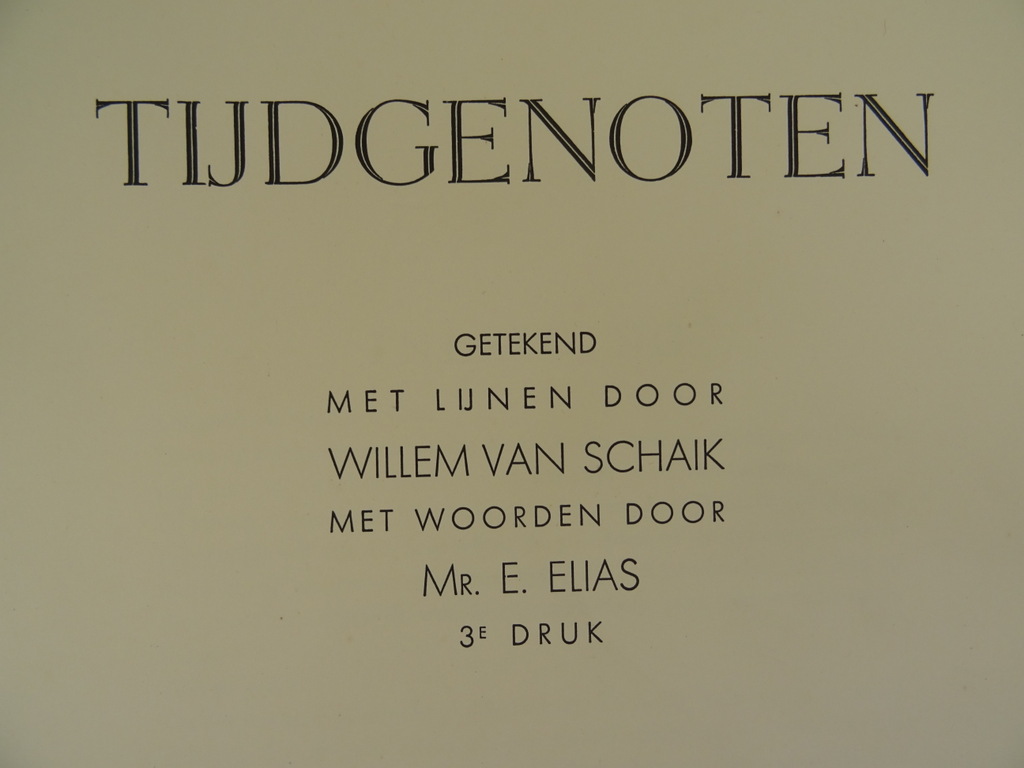 TIJDGENOTEN
GETEKEND
MET LIJNEN DOOR
WILLEM VAN SCHAIK
MET WOORDEN DOOR
MR. E. ELIAS
3E DRUK